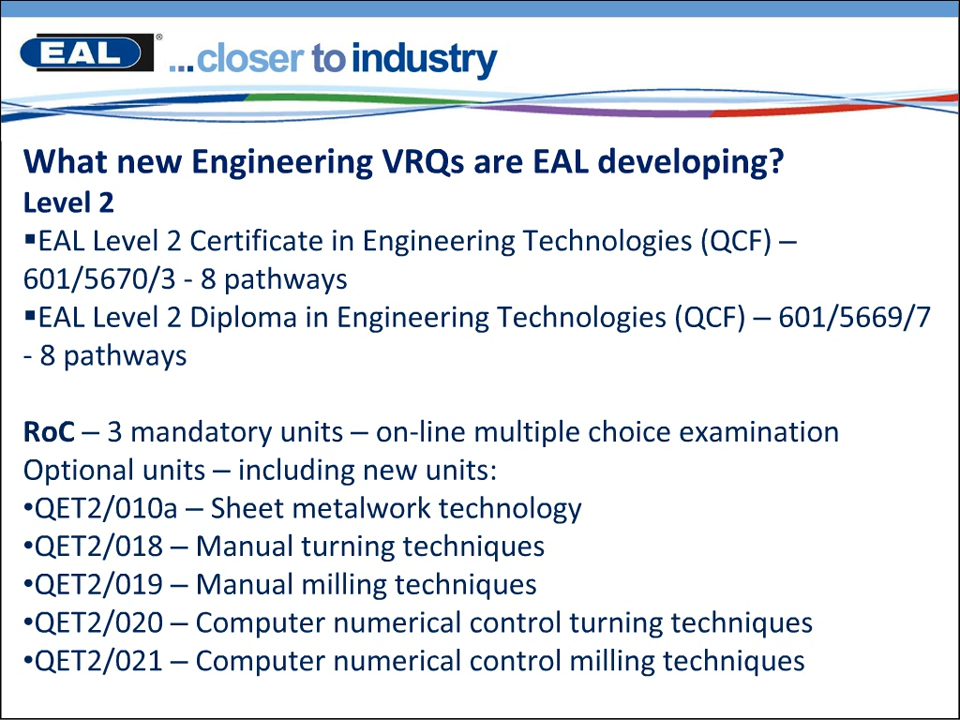 EAL® ...closer to industry
What new Engineering VRQs are EAL developing?
Level 2
▪EAL Level 2 Certificate in Engineering Technologies (QCF) –
601/5670/3 - 8 pathways
▪EAL Level 2 Diploma in Engineering Technologies (QCF) – 601/5669/7
- 8 pathways
RoC – 3 mandatory units – on-line multiple choice examination
Optional units – including new units:
•QET2/010a – Sheet metalwork technology
•QET2/018 – Manual turning techniques
•QET2/019 – Manual milling techniques
•QET2/020 – Computer numerical control turning techniques
•QET2/021 – Computer numerical control milling techniques